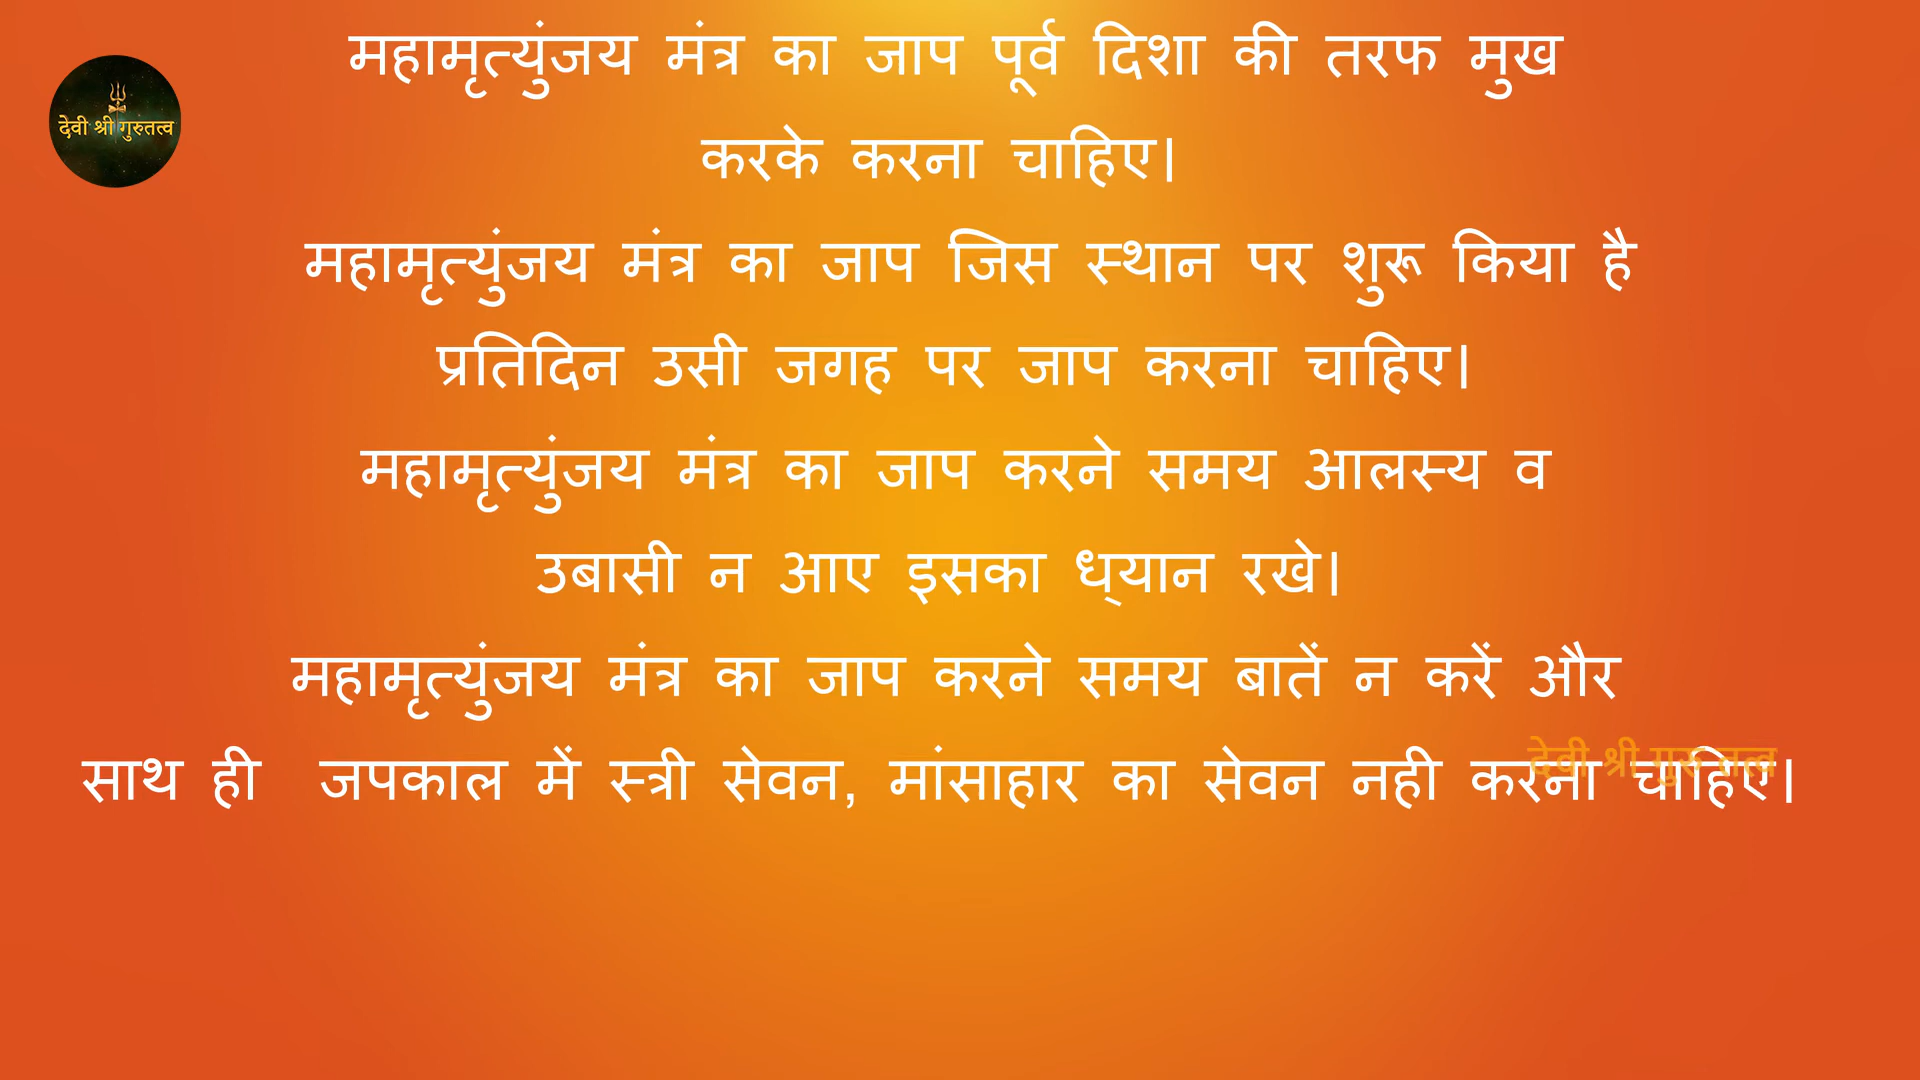 महामृत्युंजय मंत्र का जाप पूर्व दिशा की तरफ मुख
करके करना चाहिए।
महामृत्युंजय मंत्र का जाप जिस स्थान पर शुरू किया है
प्रतिदिन उसी जगह पर जाप करना चाहिए।
महामृत्युंजय मंत्र का जाप करने समय आलस्य व
उबासी न आए इसका ध्‍यान रखे।
महामृत्युंजय मंत्र का जाप करने समय बातें न करें और
साथ ही जपकाल में स्त्री सेवन, मांसाहार का सेवन नही करना चाहिए।
देवी श्री गुरुतत्व
देवी श्री गुरु तत्व